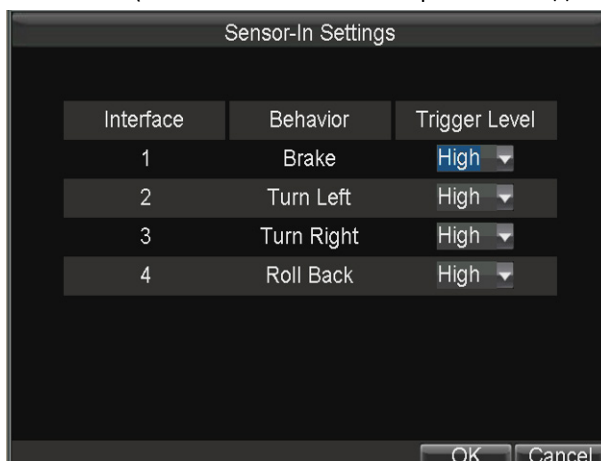 Sensor-In Settings
Interface Behavior Trigger Level
1 Brake High
2 Turn Left High
3 Turn Right High
4 Roll Back High
OK Cancel